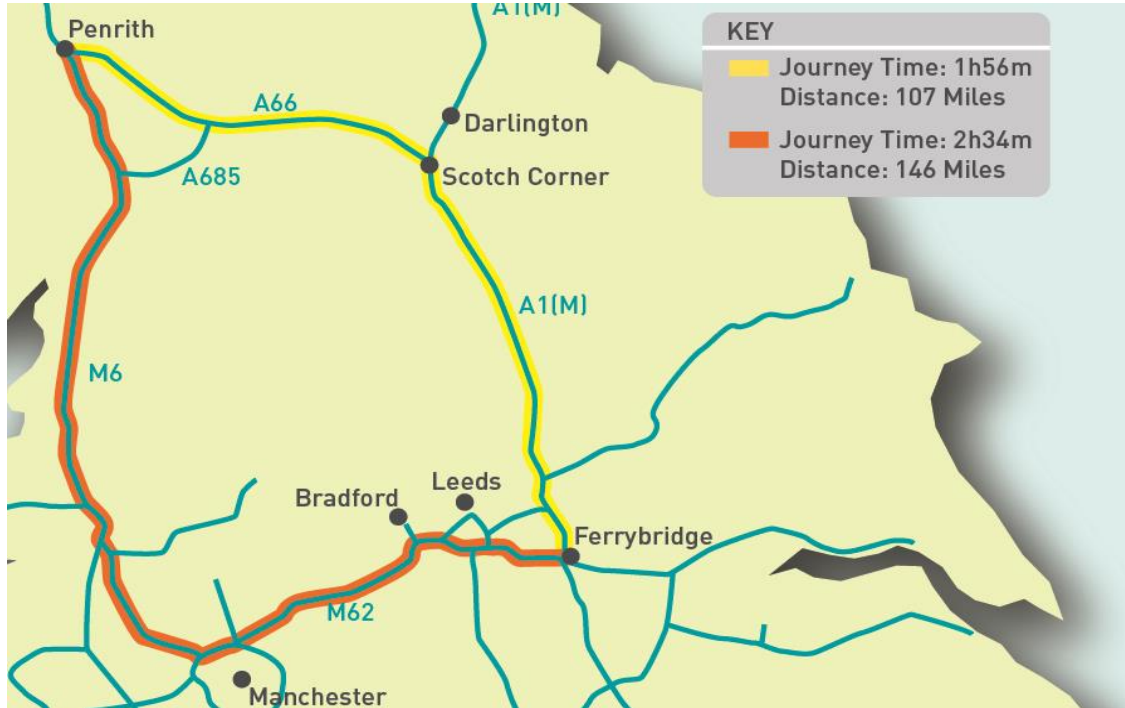 A1(M)
Penrith
KEY
Journey Time: 1h56m
Distance: 107 Miles
A66
Darlington
Journey Time: 2h34m
Distance: 146 Miles
A685
Scotch Corner
A1(M)
M6
Leeds
Bradford
Ferrybridge
M62
Manchester